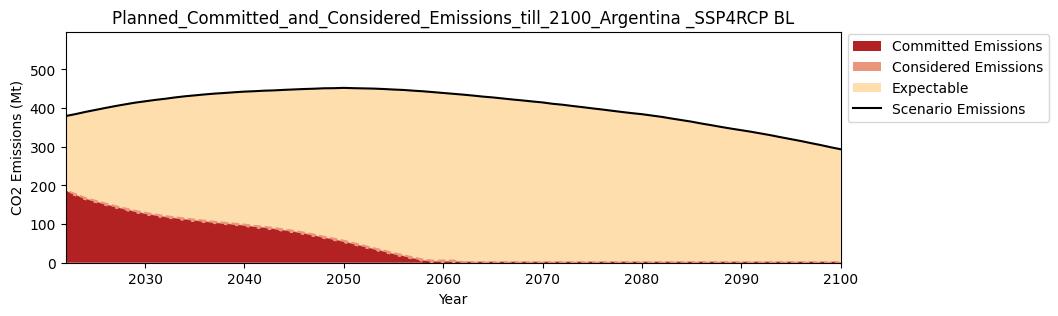 Planned_Committed_and_Considered_Emissions_till_2100_Argentina _SSP4RCP BL
Committed Emissions
Considered Emissions
Expectable
Scenario Emissions
CO2 Emissions (Mt)
500
400
300
200
100
0
2030 2040 2050 2060 2070 2080 2090 2100
Year